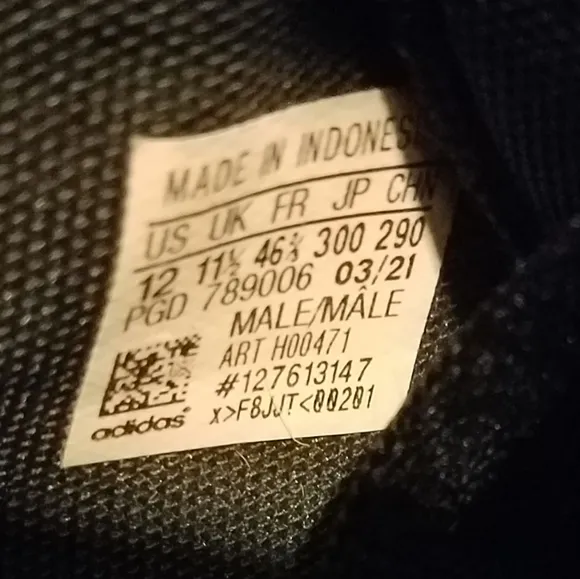 MADE IN INDONES
US UK FR JP CHN
12 11½ 46⅔ 300 290
PGD 789006 03/21
MALE/MÂLE
ART H00471
#127613147
x>F8JJT<00201
adidas